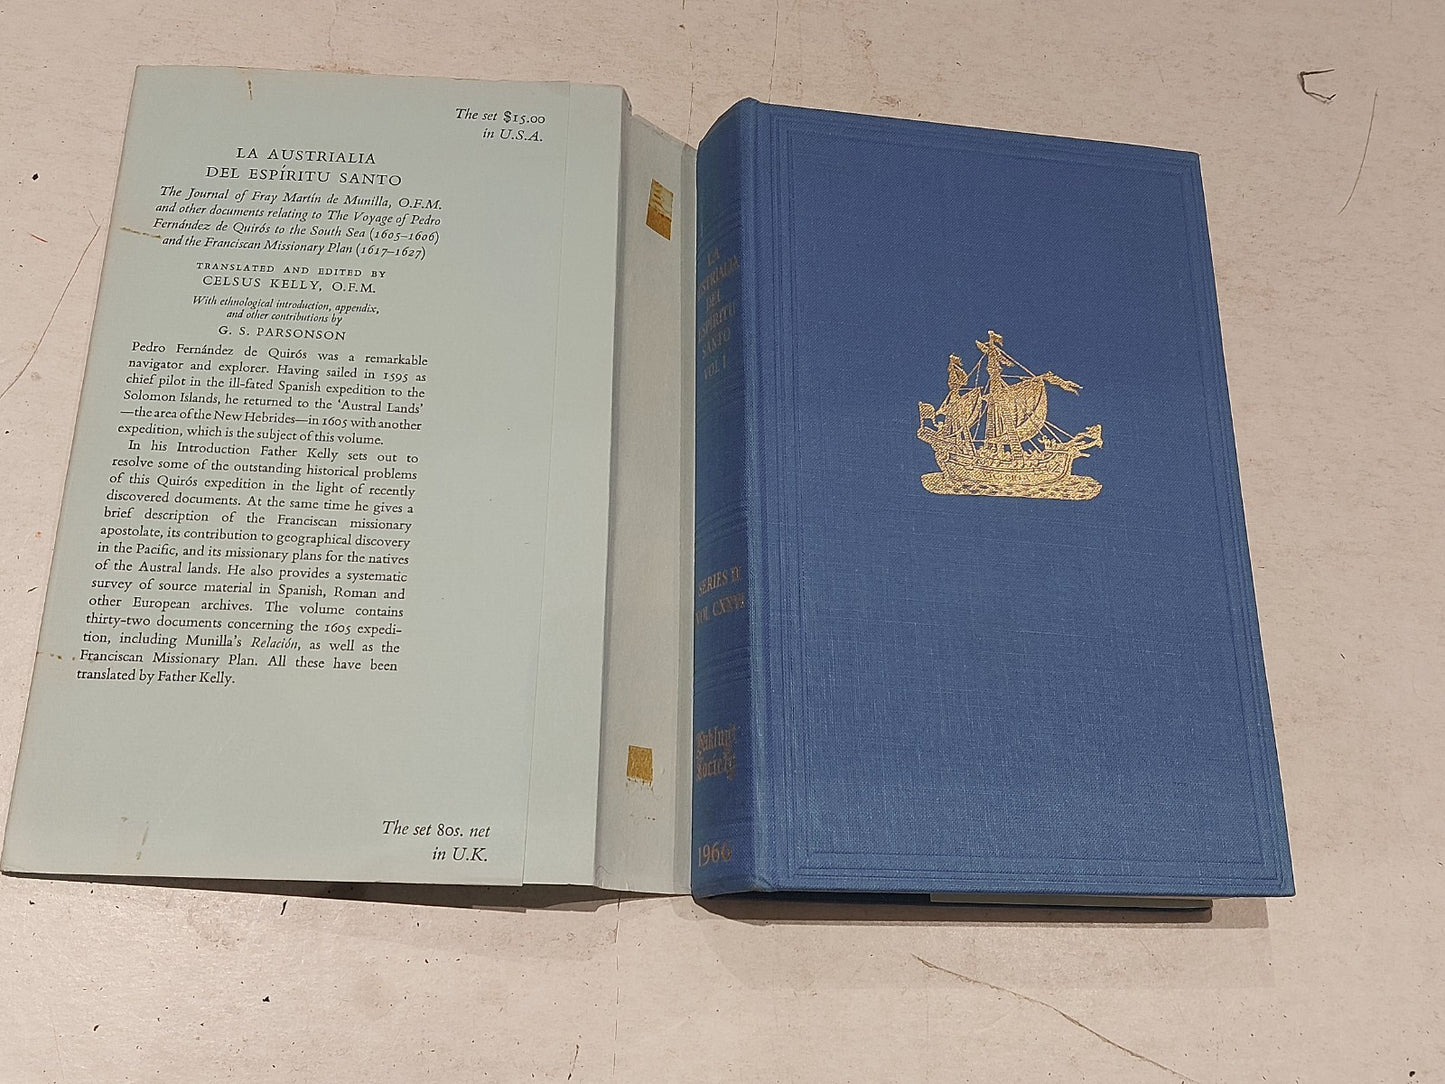 The set $15.00
in U.S.A.
LA AUSTRIALIA
DEL ESPÍRITU SANTO
The Journal of Fray Martín de Munilla, O.F.M.
and other documents relating to The Voyage of Pedro
Fernández de Quirós to the South Sea (1605–1606)
and the Franciscan Missionary Plan (1617–1627)
TRANSLATED AND EDITED BY
CELSUS KELLY, O.F.M.
With ethnological introduction, appendix,
and other contributions by
G. S. PARSONSON
Pedro Fernández de Quirós was a remarkable
navigator and explorer. Having sailed in 1595 as
chief pilot in the ill-fated Spanish expedition to the
Solomon Islands, he returned to the ‘Austral Lands’
—the area of the New Hebrides—in 1605 with another
expedition, which is the subject of this volume.
In his Introduction Father Kelly sets out to
resolve some of the outstanding historical problems
of this Quirós expedition in the light of recently
discovered documents. At the same time he gives a
brief description of the Franciscan missionary
apostolate, its contribution to geographical discovery
in the Pacific, and its missionary plans for the natives
of the Austral lands. He also provides a systematic
survey of source material in Spanish, Roman and
other European archives. The volume contains
thirty-two documents concerning the 1605 expedi-
tion, including Munilla's Relación, as well as the
Franciscan Missionary Plan. All these have been
translated by Father Kelly.
The set 80s. net
in U.K.
LA
AUSTRIALIA
DEL
ESPÍRITU
SANTO
VOL I
SERIES II
VOL CXXVI
Hakluyt
Society
1966